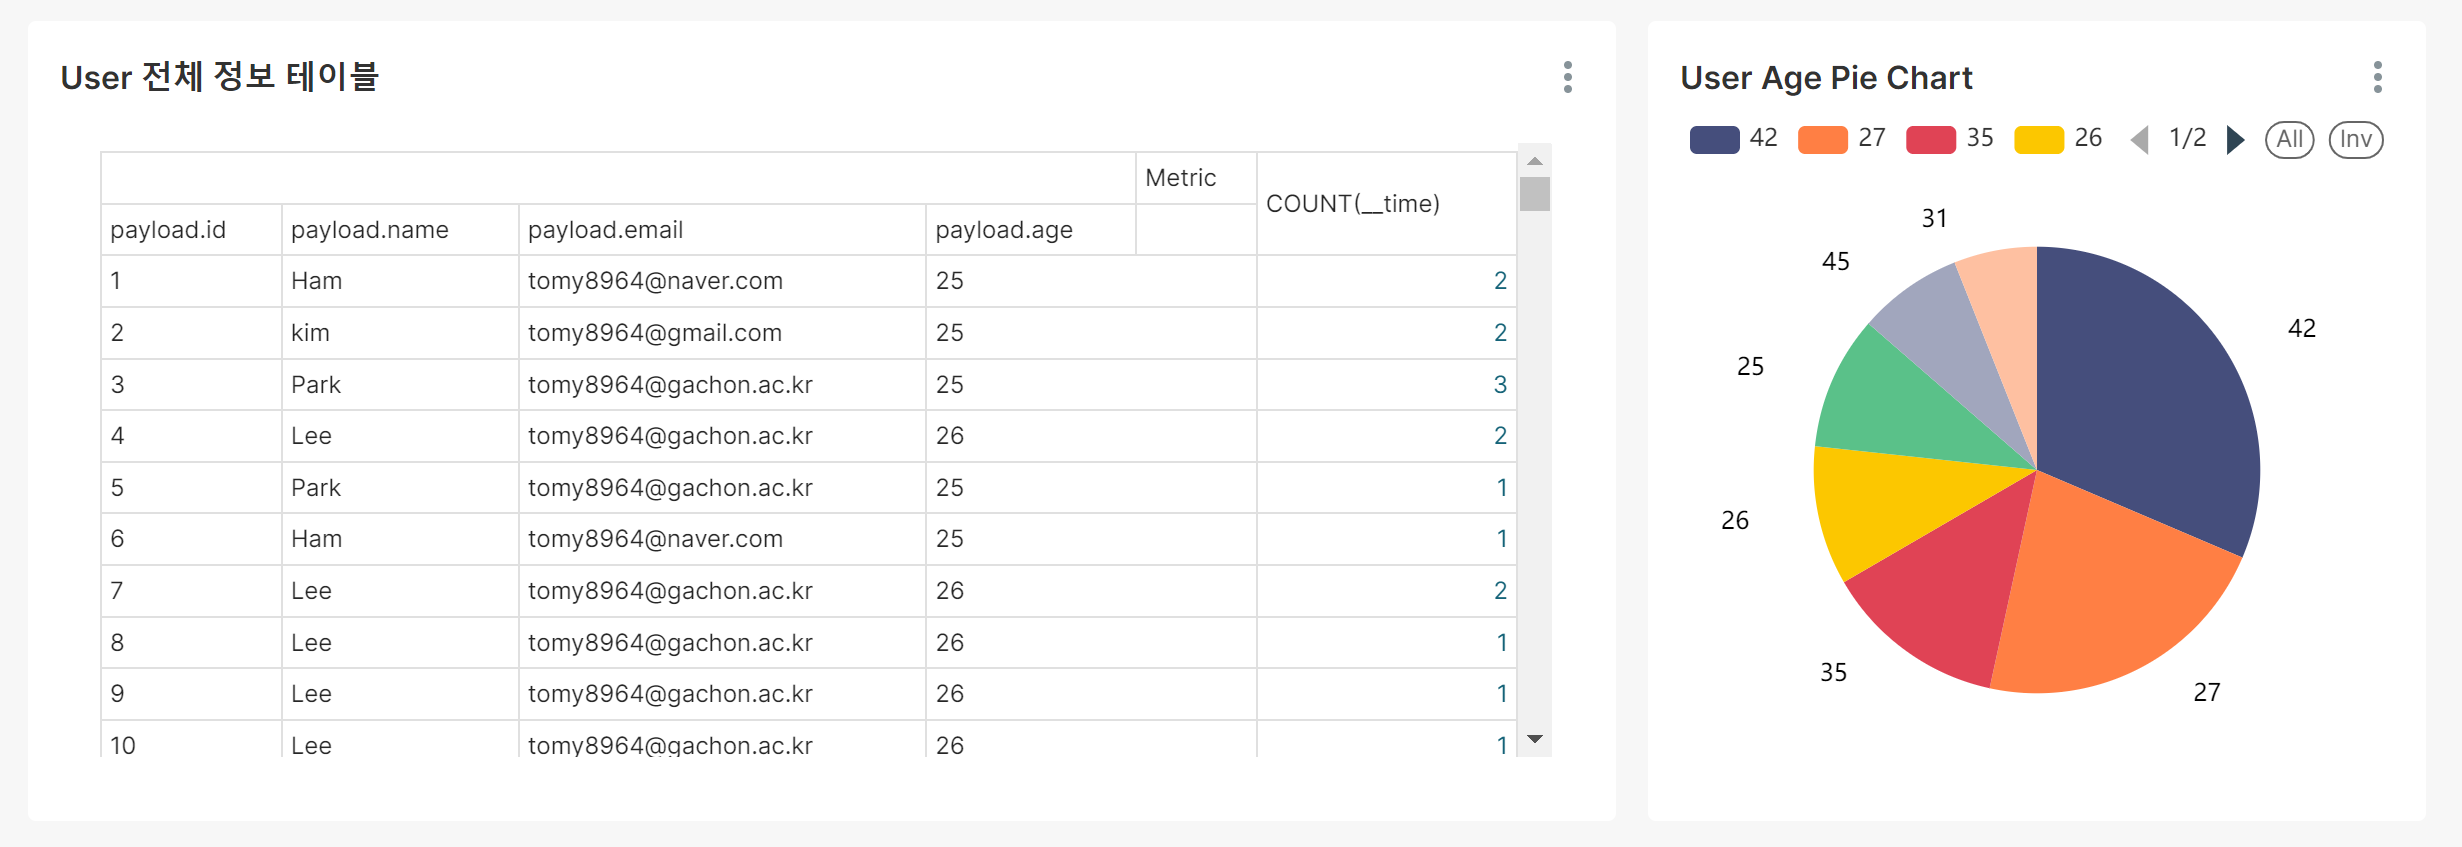 User 전체 정보 테이블
Metric
COUNT(__time)
payload.id payload.name payload.email payload.age
1 Ham tomy8964@naver.com 25 2
2 kim tomy8964@gmail.com 25 2
3 Park tomy8964@gachon.ac.kr 25 3
4 Lee tomy8964@gachon.ac.kr 26 2
5 Park tomy8964@gachon.ac.kr 25 1
6 Ham tomy8964@naver.com 25 1
7 Lee tomy8964@gachon.ac.kr 26 2
8 Lee tomy8964@gachon.ac.kr 26 1
9 Lee tomy8964@gachon.ac.kr 26 1
10 Lee tomy8964@gachon.ac.kr 26 1
User Age Pie Chart
42 27 35 26 1/2 All Inv
31
45
42
25
26
35
27